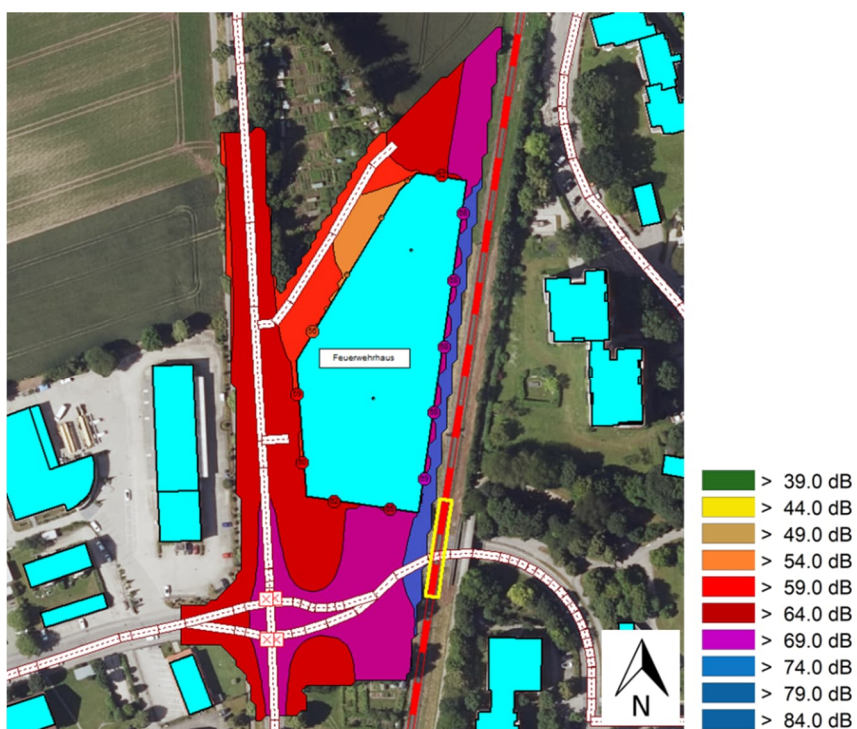 Feuerwehrhaus
> 39.0 dB
> 44.0 dB
> 49.0 dB
> 54.0 dB
> 59.0 dB
> 64.0 dB
> 69.0 dB
> 74.0 dB
> 79.0 dB
> 84.0 dB
N